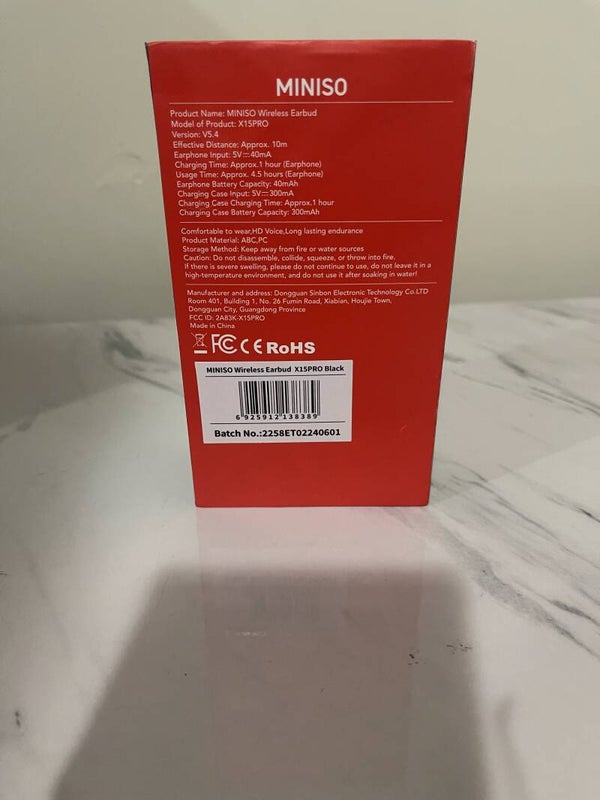 MINISO
Product Name: MINISO Wireless Earbud
Model of Product: X15PRO
Version: V5.4
Effective Distance: Approx. 10m
Earphone Input: 5V⎓40mA
Charging Time: Approx.1 hour (Earphone)
Usage Time: Approx. 4.5 hours (Earphone)
Earphone Battery Capacity: 40mAh
Charging Case Input: 5V⎓300mA
Charging Case Charging Time: Approx.1 hour
Charging Case Battery Capacity: 300mAh
Comfortable to wear,HD Voice,Long lasting endurance
Product Material: ABC,PC
Storage Method: Keep away from fire or water sources
Caution: Do not disassemble, collide, squeeze, or throw into fire.
if there is severe swelling, please do not continue to use, do not leave it in a
high-temperature environment, and do not use it after soaking in water!
Manufacturer and address: Dongguan Sinbon Electronic Technology Co.LTD
Room 401, Building 1, No. 26 Fumin Road, Xiabian, Houjie Town,
Dongguan City, Guangdong Province
FCC ID: 2A83K-X15PRO
Made in China
FC CE RoHS
MINISO Wireless Earbud X15PRO Black
6 925912 138389
Batch No.:2258ET02240601